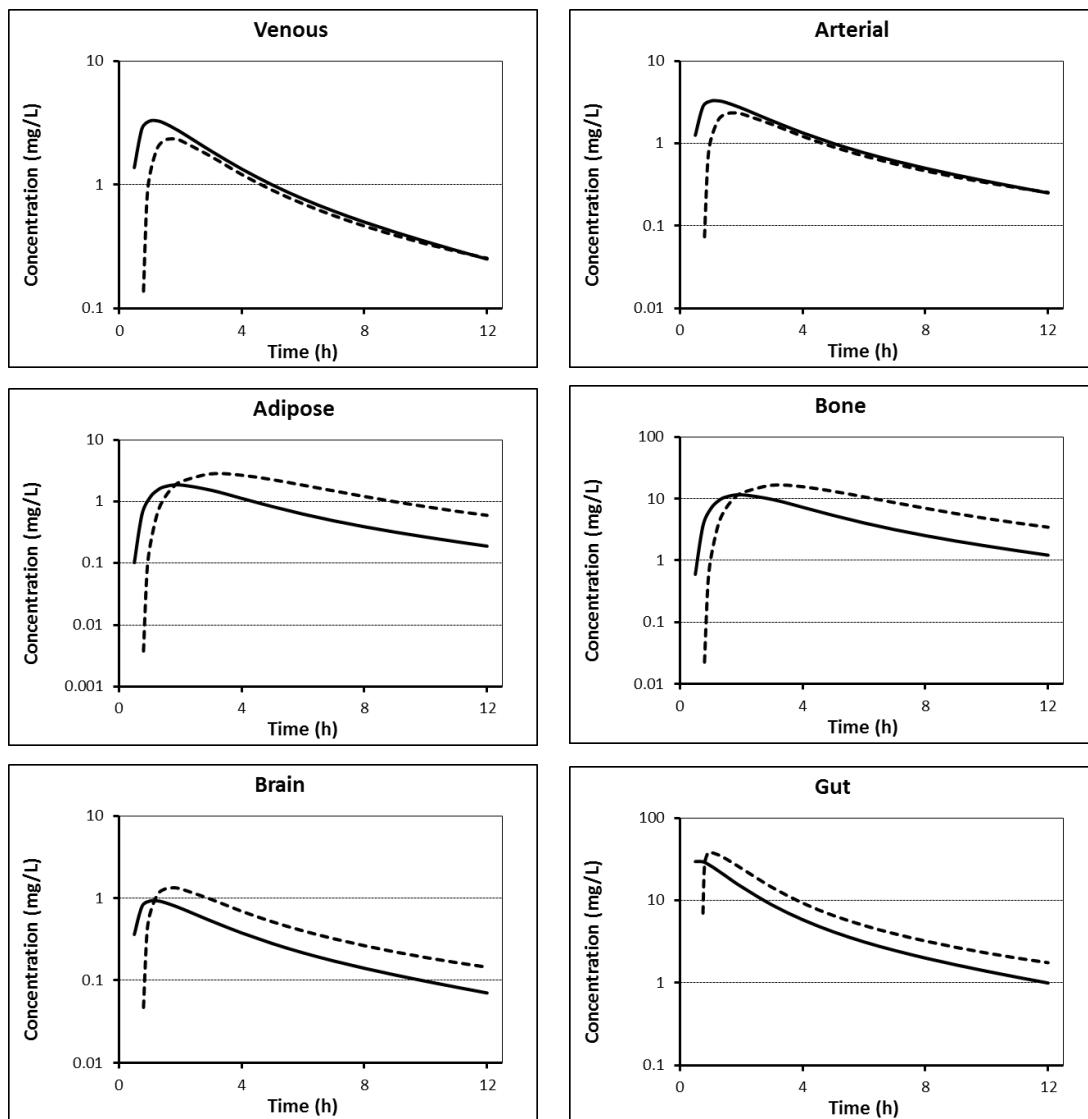 Venous
Concentration (mg/L)
10
1
0.1
0 4 8 12
Time (h)
Arterial
Concentration (mg/L)
10
1
0.1
0.01
0 4 8 12
Time (h)
Adipose
Concentration (mg/L)
10
1
0.1
0.01
0.001
0 4 8 12
Time (h)
Bone
Concentration (mg/L)
100
10
1
0.1
0.01
0 4 8 12
Time (h)
Brain
Concentration (mg/L)
10
1
0.1
0.01
0 4 8 12
Time (h)
Gut
Concentration (mg/L)
100
10
1
0.1
0 4 8 12
Time (h)